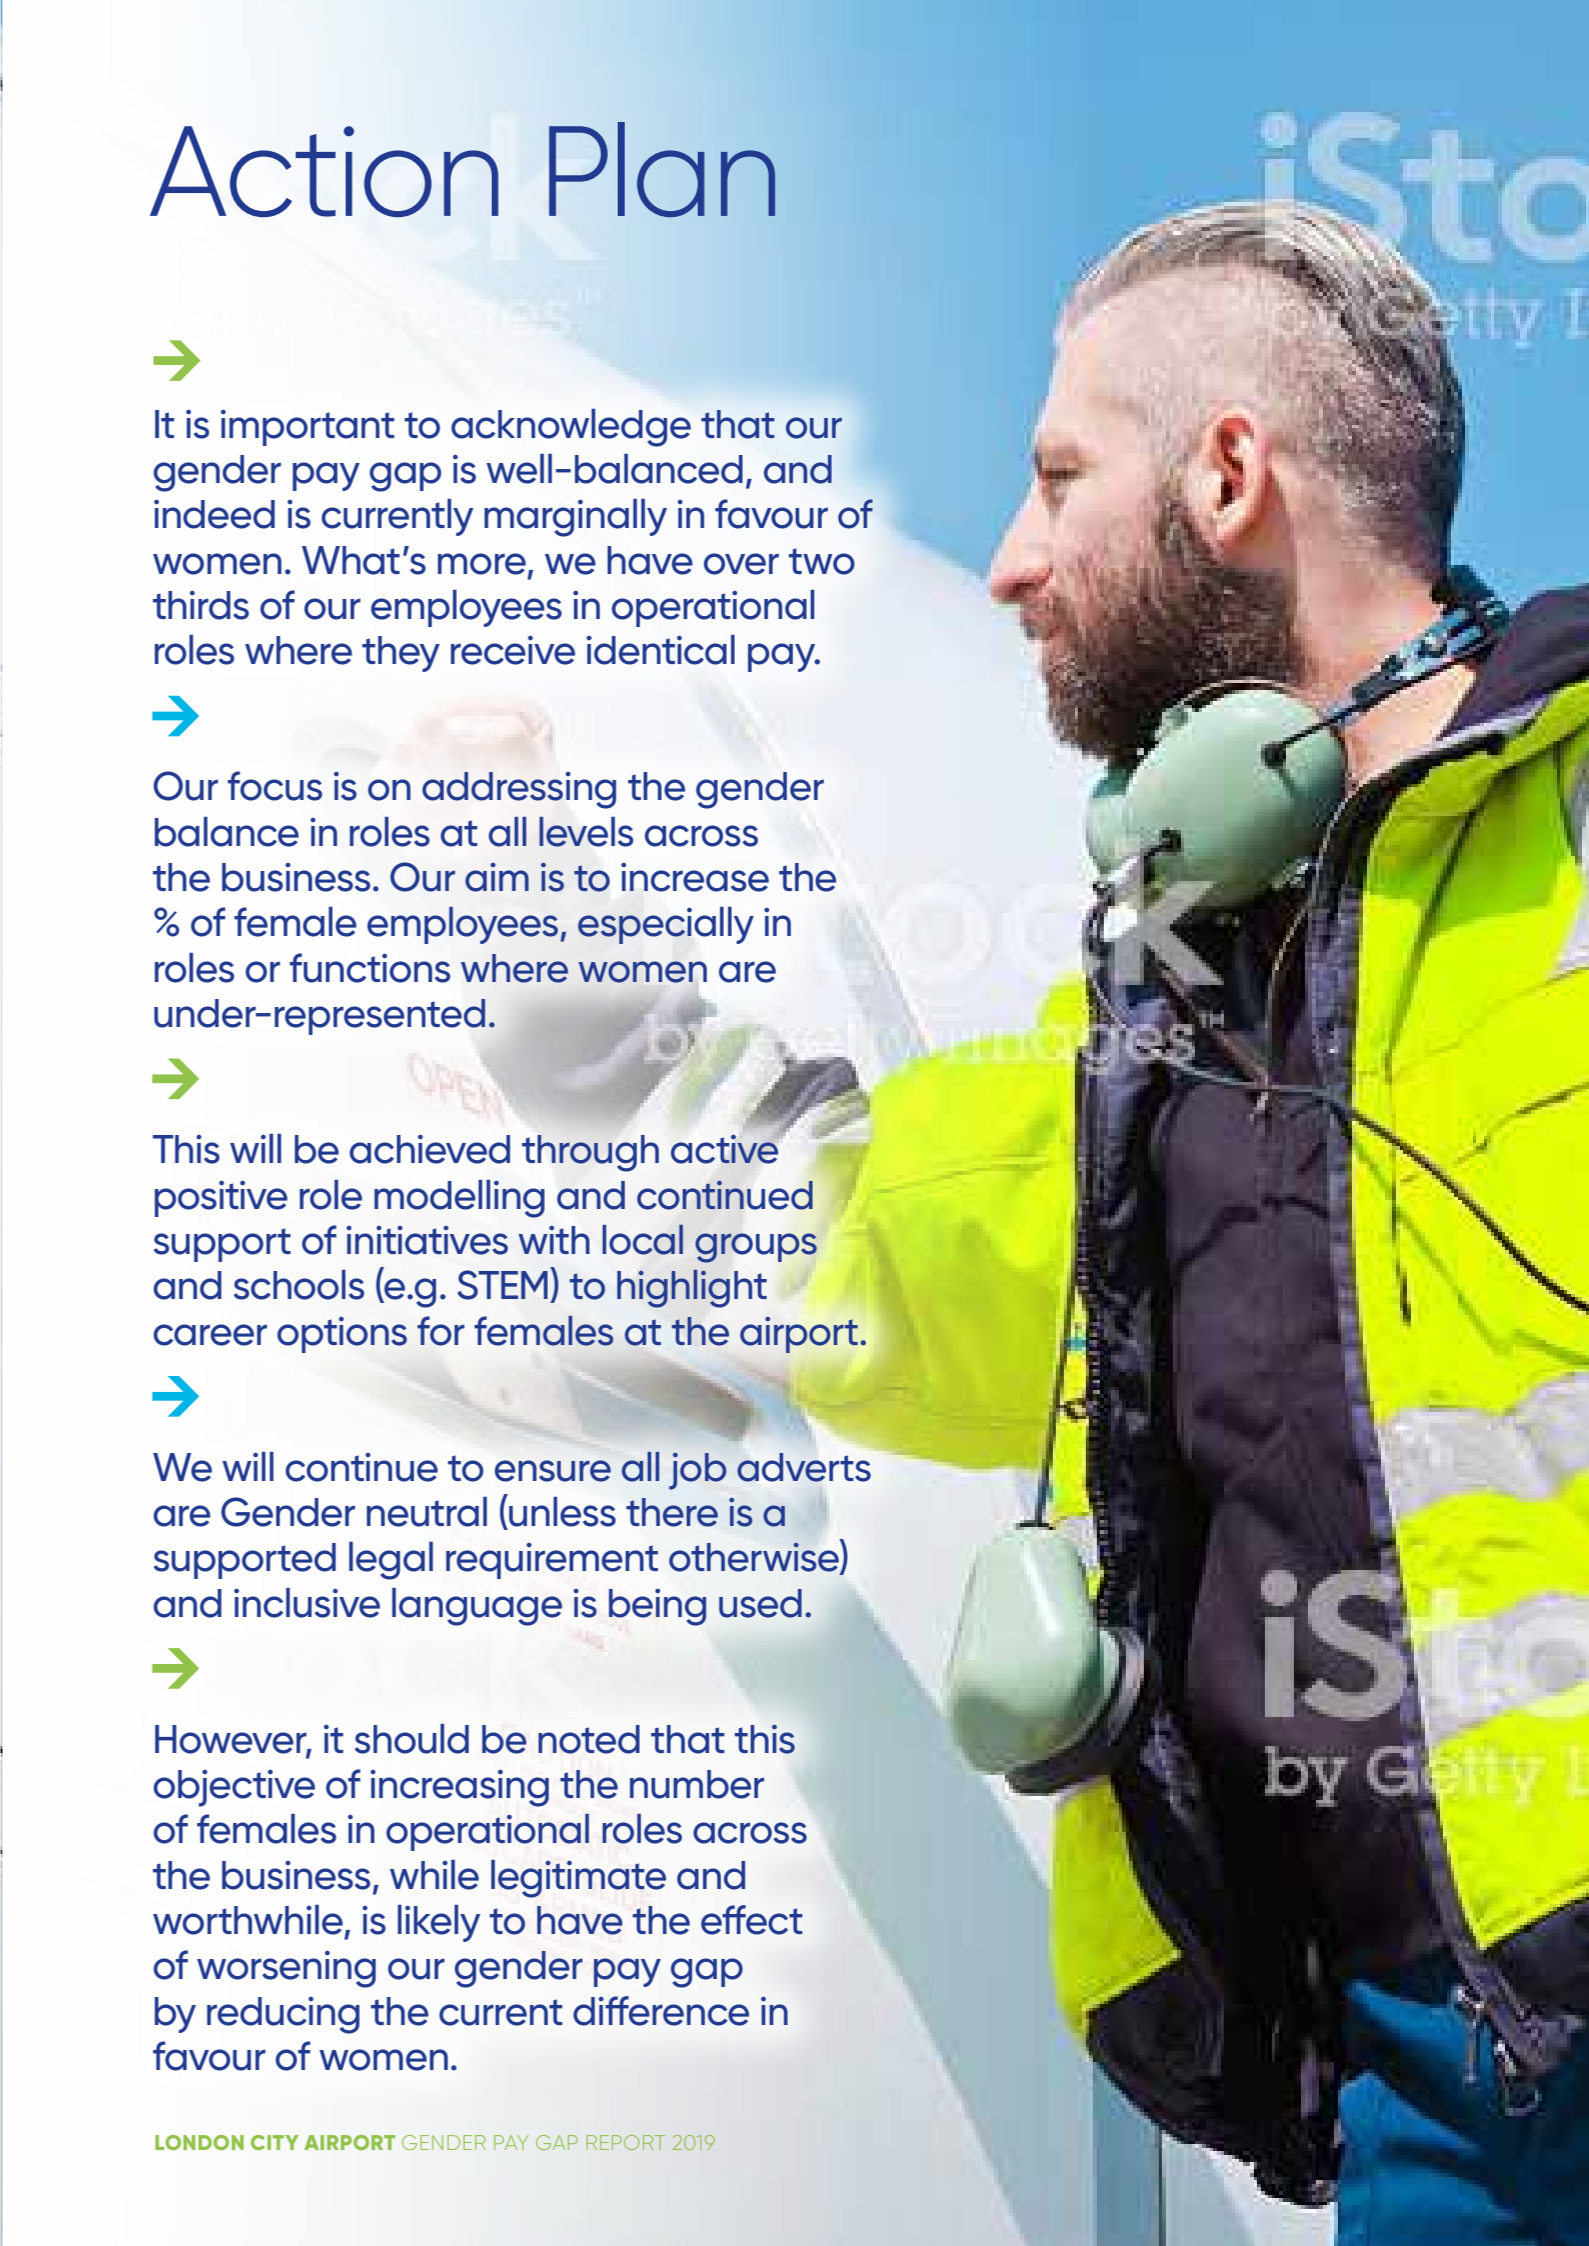 Action Plan
It is important to acknowledge that our
gender pay gap is well-balanced, and
indeed is currently marginally in favour of
women. What's more, we have over two
thirds of our employees in operational
roles where they receive identical pay.
Our focus is on addressing the gender
balance in roles at all levels across
the business. Our aim is to increase the
% of female employees, especially in
roles or functions where women are
under-represented.
OPEN
This will be achieved through active
positive role modelling and continued
support of initiatives with local groups
and schools (e.g. STEM) to highlight
career options for females at the airport.
We will continue to ensure all job adverts
are Gender neutral (unless there is a
supported legal requirement otherwise)
and inclusive language is being used.
However, it should be noted that this
objective of increasing the number
of females in operational roles across
the business, while legitimate and
worthwhile, is likely to have the effect
of worsening our gender pay gap
by reducing the current difference in
favour of women.
LONDON CITY AIRPORT GENDER PAY GAP REPORT 2019
iSto
Getty I
ock
by images™
iSto
by Getty I